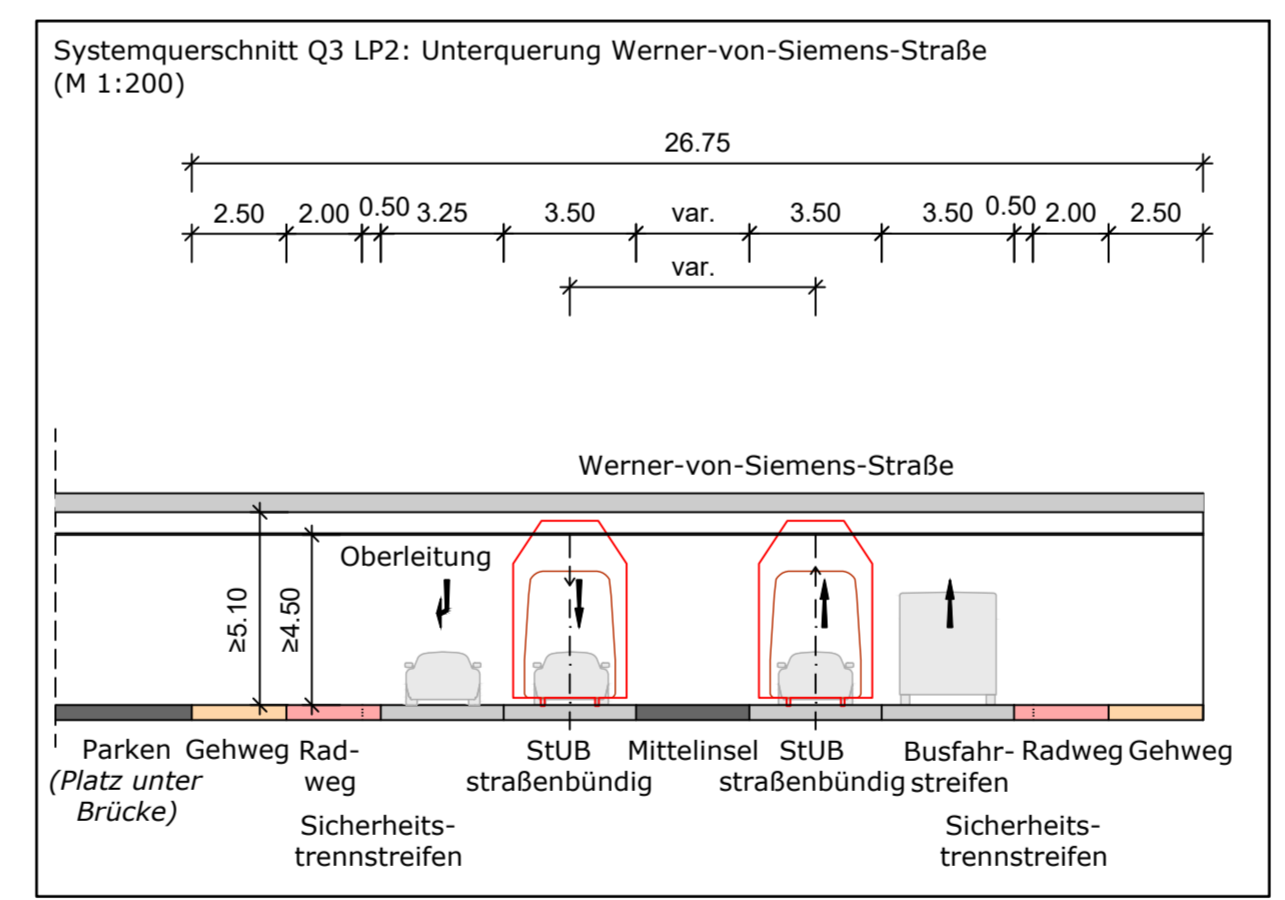 Systemquerschnitt Q3 LP2: Unterquerung Werner-von-Siemens-Straße
(M 1:200)
26.75
2.50 2.00 0.50 3.25 3.50 var. 3.50 3.50 0.50 2.00 2.50
var.
Werner-von-Siemens-Straße
Oberleitung
≥5.10
≥4.50
Parken Gehweg Rad- StUB Mittelinsel StUB Busfahr- Radweg Gehweg
(Platz unter weg straßenbündig straßenbündig streifen
Brücke)
Sicherheits- Sicherheits-
trennstreifen trennstreifen